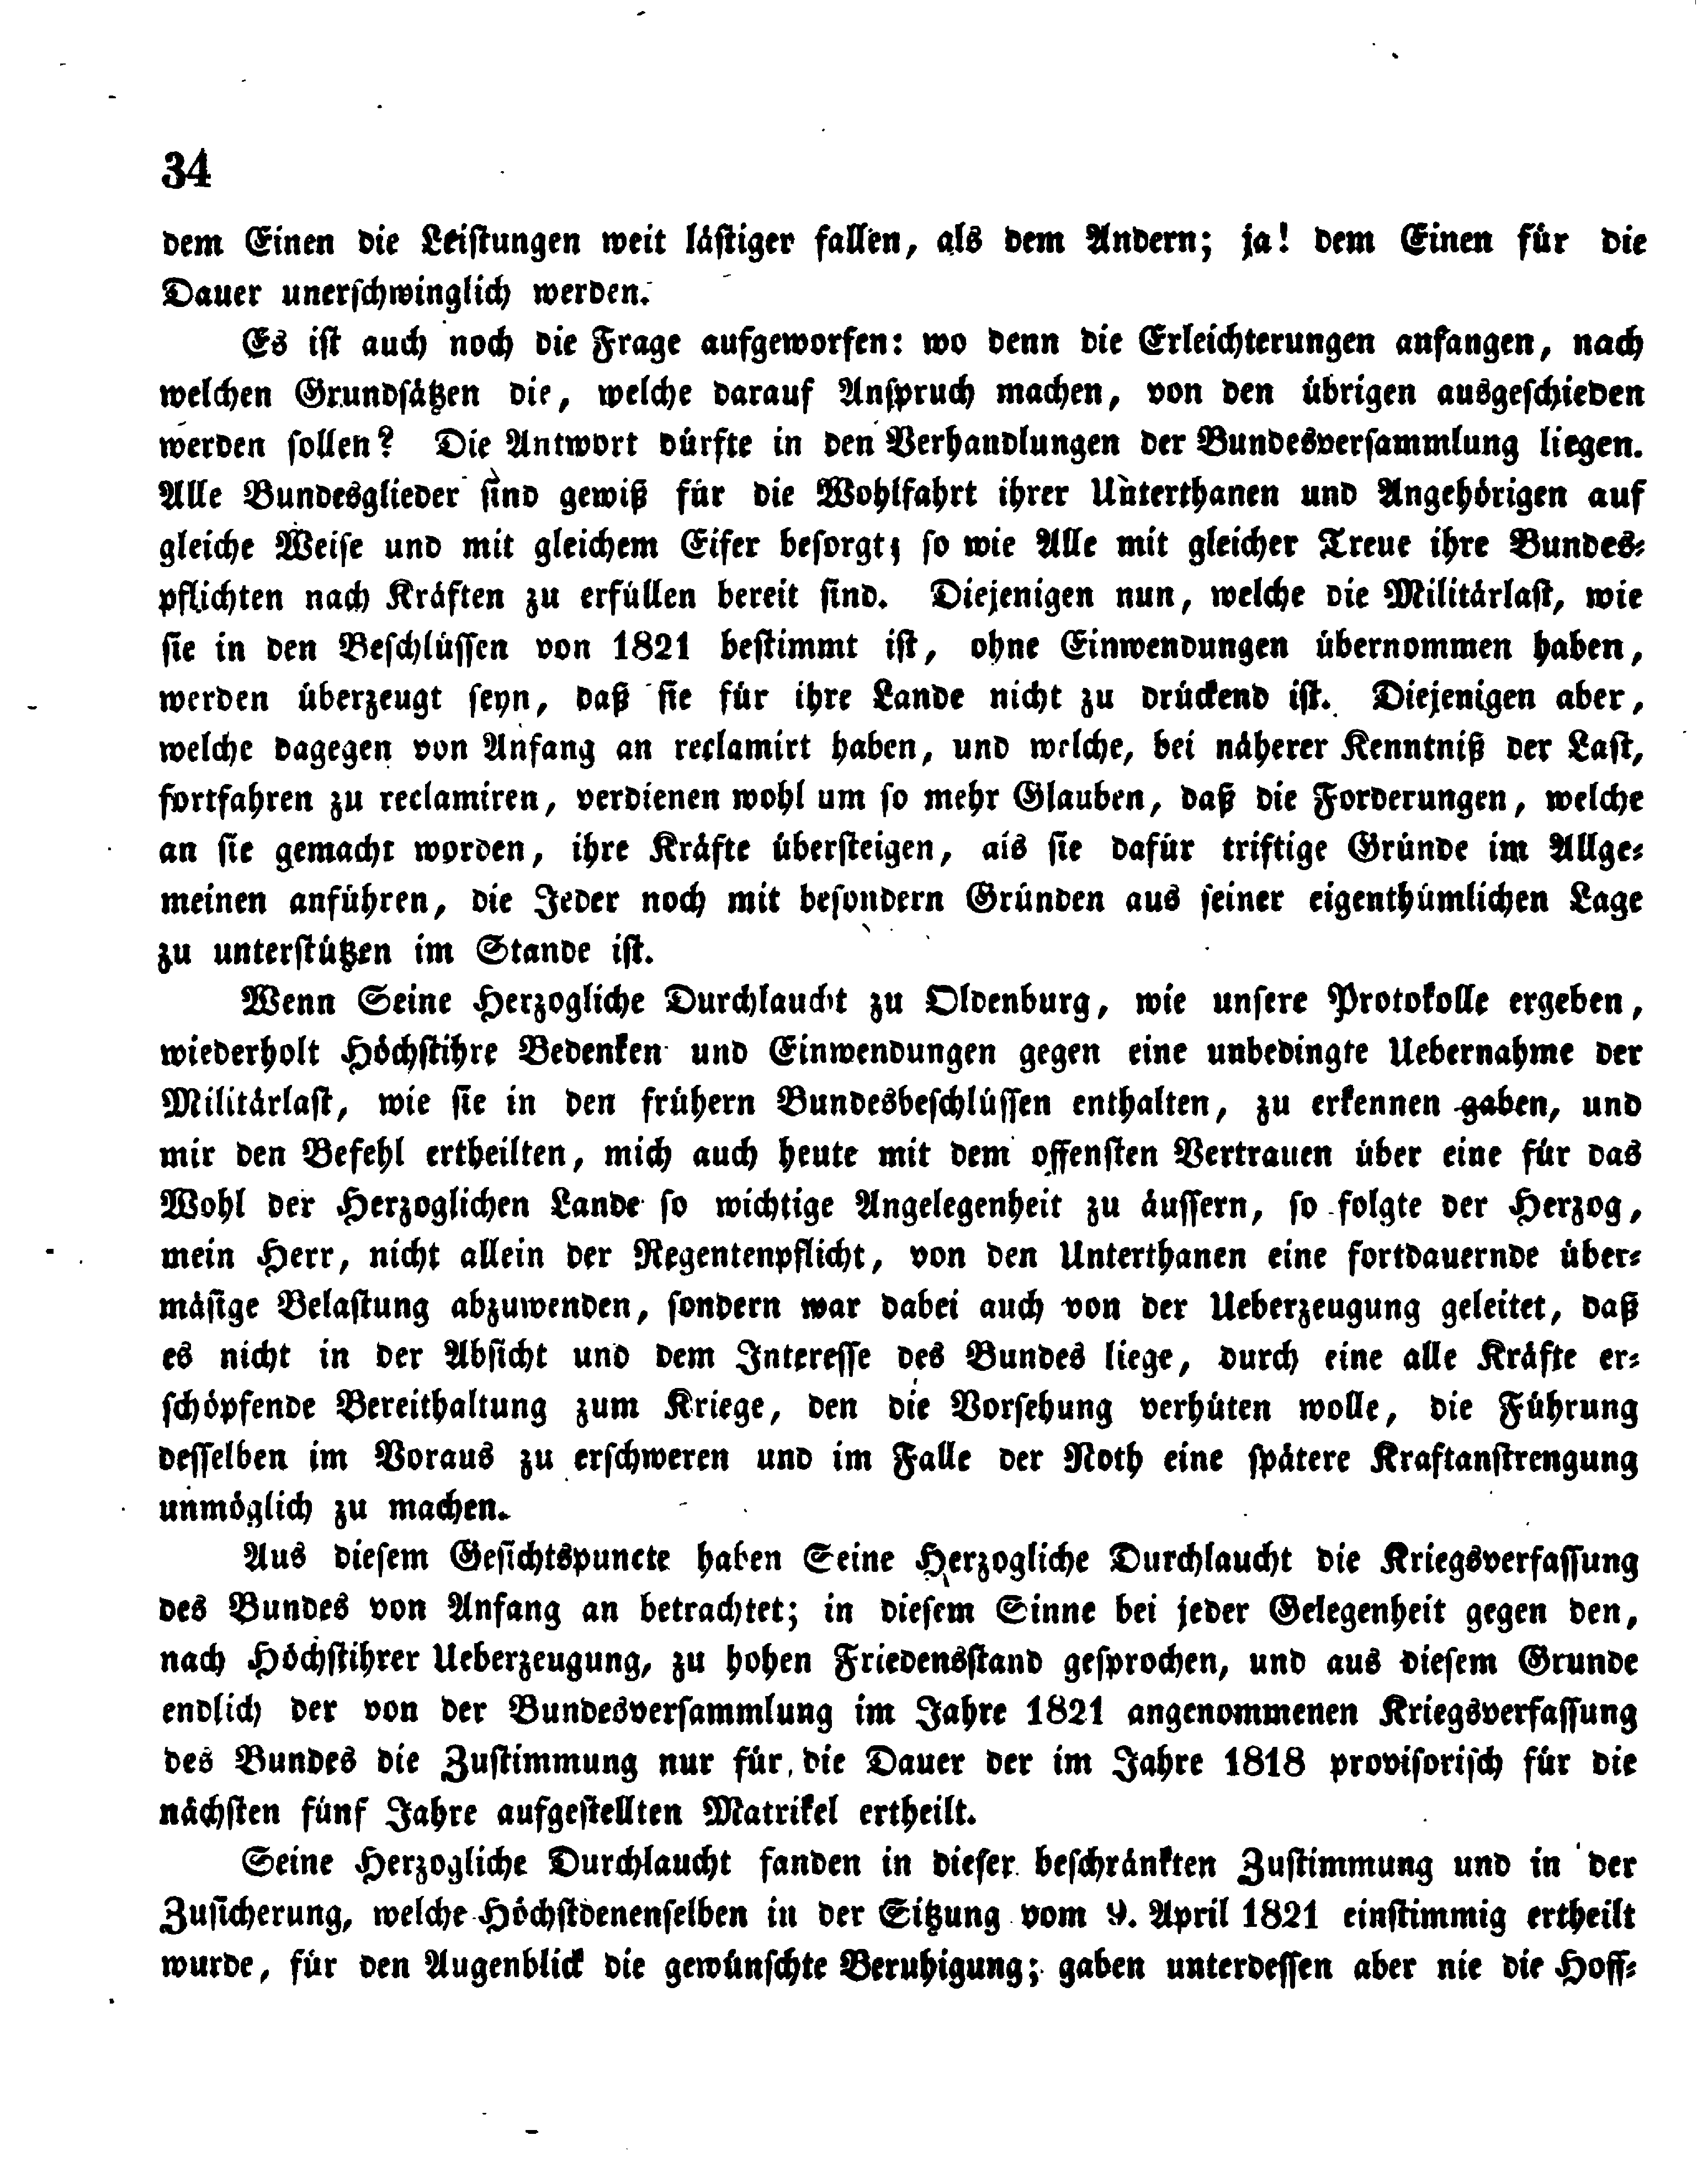 34
dem Einen die Leistungen weit lästiger fallen, als dem Andern; ja! dem Einen für die
Dauer unerschwinglich werden.
Es ist auch noch die Frage aufgeworfen: wo denn die Erleichterungen anfangen, nach
welchen Grundsätzen die, welche darauf Anspruch machen, von den übrigen ausgeschieden
werden sollen? Die Antwort dürfte in den Verhandlungen der Bundesversammlung liegen.
Alle Bundesglieder sind gewiß für die Wohlfahrt ihrer Unterthanen und Angehörigen auf
gleiche Weise und mit gleichem Eifer besorgt; so wie Alle mit gleicher Treue ihre Bundes-
pflichten nach Kräften zu erfüllen bereit sind. Diejenigen nun, welche die Militärlast, wie
sie in den Beschlüssen von 1821 bestimmt ist, ohne Einwendungen übernommen haben,
werden überzeugt seyn, daß sie für ihre Lande nicht zu drückend ist. Diejenigen aber,
welche dagegen von Anfang an reclamirt haben, und welche, bei näherer Kenntniß der Last,
fortfahren zu reclamiren, verdienen wohl um so mehr Glauben, daß die Forderungen, welche
an sie gemacht worden, ihre Kräfte übersteigen, als sie dafür triftige Gründe im Allge-
meinen anführen, die Jeder noch mit besondern Gründen aus seiner eigenthümlichen Lage
zu unterstützen im Stande ist.
Wenn Seine Herzogliche Durchlaucht zu Oldenburg, wie unsere Protokolle ergeben,
wiederholt Höchstihre Bedenken und Einwendungen gegen eine unbedingte Uebernahme der
Militärlast, wie sie in den frühern Bundesbeschlüssen enthalten, zu erkennen gaben, und
mir den Befehl ertheilten, mich auch heute mit dem offensten Vertrauen über eine für das
Wohl der Herzoglichen Lande so wichtige Angelegenheit zu äussern, so folgte der Herzog,
mein Herr, nicht allein der Regentenpflicht, von den Unterthanen eine fortdauernde über-
mäsige Belastung abzuwenden, sondern war dabei auch von der Ueberzeugung geleitet, daß
es nicht in der Absicht und dem Interesse des Bundes liege, durch eine alle Kräfte er-
schöpfende Bereithaltung zum Kriege, den die Vorsehung verhüten wolle, die Führung
desselben im Voraus zu erschweren und im Falle der Noth eine spätere Kraftanstrengung
unmöglich zu machen.
Aus diesem Gesichtspuncte haben Seine Herzogliche Durchlaucht die Kriegsverfassung
des Bundes von Anfang an betrachtet; in diesem Sinne bei jeder Gelegenheit gegen den,
nach Höchstihrer Ueberzeugung, zu hohen Friedensstand gesprochen, und aus diesem Grunde
endlich der von der Bundesversammlung im Jahre 1821 angenommenen Kriegsverfassung
des Bundes die Zustimmung nur für die Dauer der im Jahre 1818 provisorisch für die
nächsten fünf Jahre aufgestellten Matrikel ertheilt.
Seine Herzogliche Durchlaucht fanden in dieser beschränkten Zustimmung und in der
Zusicherung, welche Höchstdenenselben in der Sitzung vom 9. April 1821 einstimmig ertheilt
wurde, für den Augenblick die gewünschte Beruhigung; gaben unterdessen aber nie die Hoff-